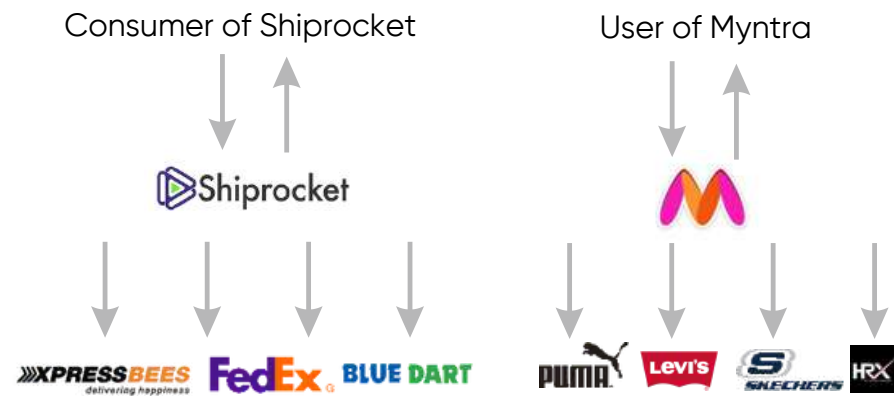 Consumer of Shiprocket
User of Myntra
Shiprocket
XPRESSBEES
delivering happiness
FedEx
BLUE DART
PUMA
LEVI'S
S
SKECHERS
HRX